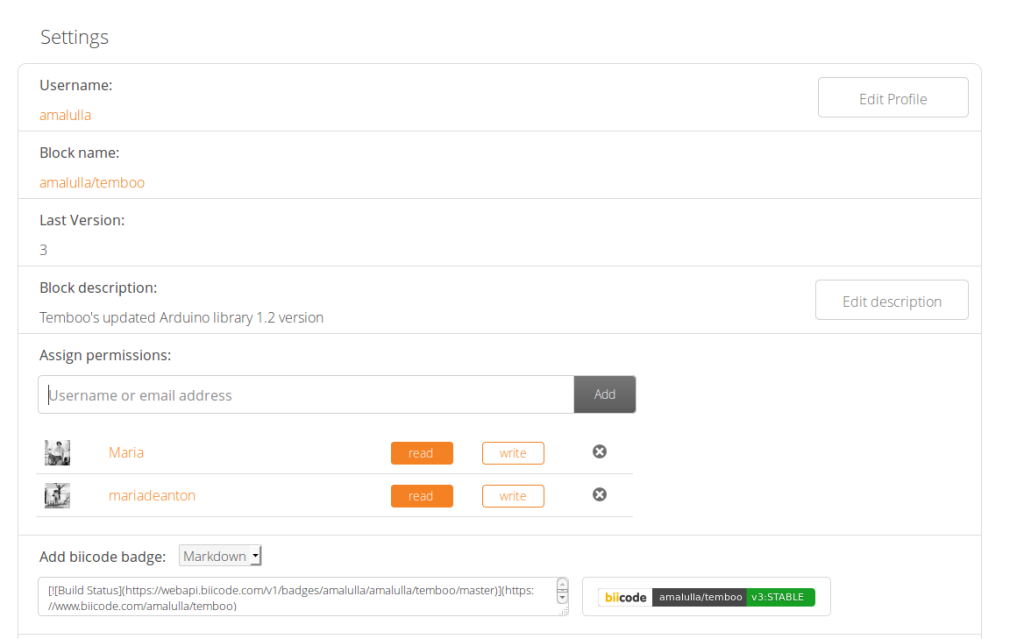 Settings
Username:
amalulla
Edit Profile
Block name:
amalulla/temboo
Last Version:
3
Block description:
Temboo's updated Arduino library 1.2 version
Edit description
Assign permissions:
Username or email address
Add
Maria read write
mariadeanton read write
Add biicode badge: Markdown
[![Build Status](https://webapi.biicode.com/v1/badges/amalulla/amalulla/temboo/master)](https:
//www.biicode.com/amalulla/temboo)
biicode amalulla/temboo v3:STABLE